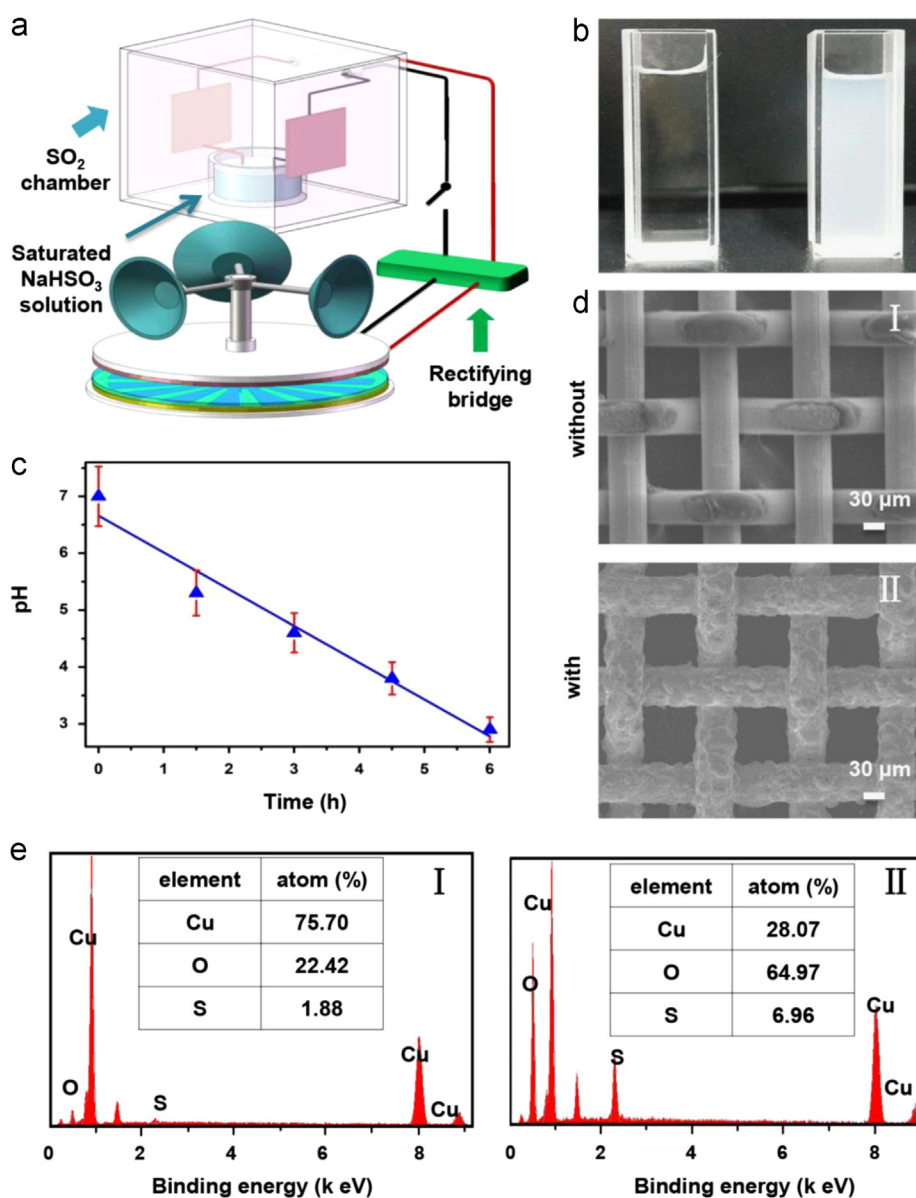 a
SO2
chamber
Saturated
NaHSO3
solution
Rectifying
bridge
b
c
7
6
5
4
3
pH
0 1 2 3 4 5 6
Time (h)
d
I
without
30 µm
II
with
30 µm
e
I
element atom (%)
Cu 75.70
O 22.42
S 1.88
Cu
O
S
Cu
Cu
0 2 4 6 8
Binding energy (k eV)
II
element atom (%)
Cu 28.07
O 64.97
S 6.96
Cu
O
S
Cu
Cu
0 2 4 6 8
Binding energy (k eV)